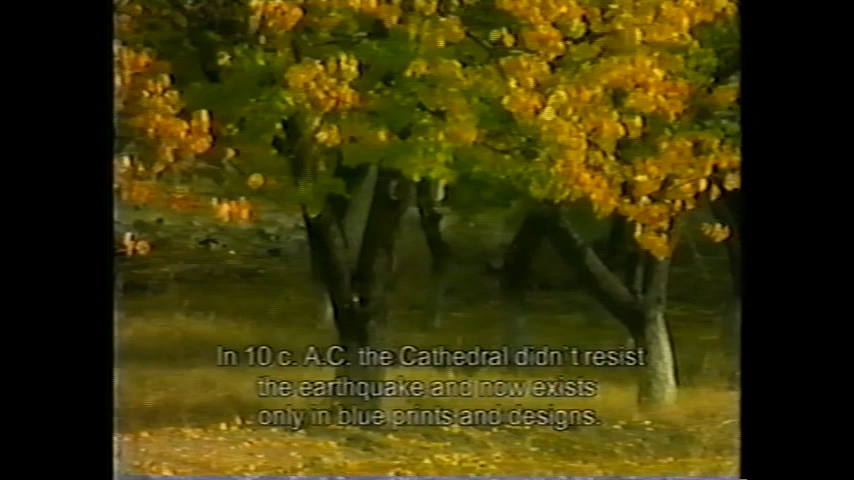 In 10 c. A.C. the Cathedral didn`t resist
the earthquake and now exists
only in blue prints and designs.